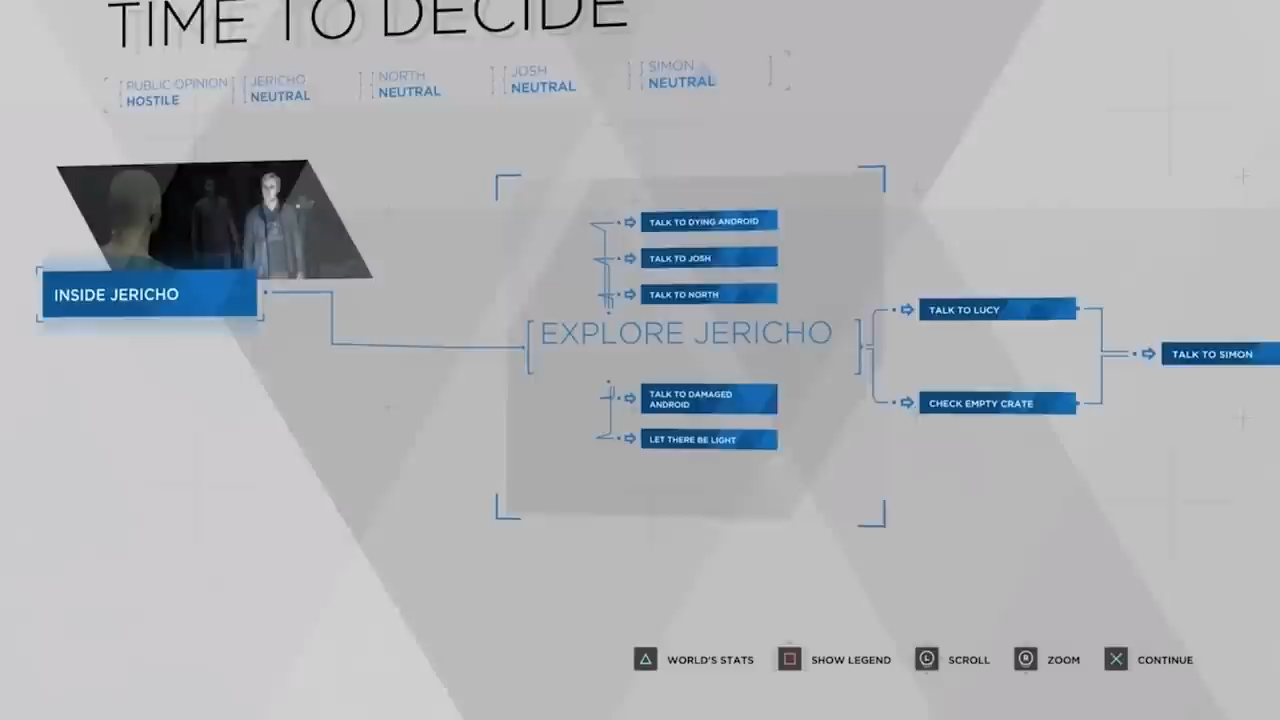 TIME TO DECIDE
PUBLIC OPINION
HOSTILE
JERICHO
NEUTRAL
NORTH
NEUTRAL
JOSH
NEUTRAL
SIMON
NEUTRAL
INSIDE JERICHO
TALK TO DYING ANDROID
TALK TO JOSH
TALK TO NORTH
EXPLORE JERICHO
TALK TO DAMAGED
ANDROID
LET THERE BE LIGHT
TALK TO LUCY
CHECK EMPTY CRATE
TALK TO SIMON
WORLD'S STATS
SHOW LEGEND
L
SCROLL
R
ZOOM
CONTINUE